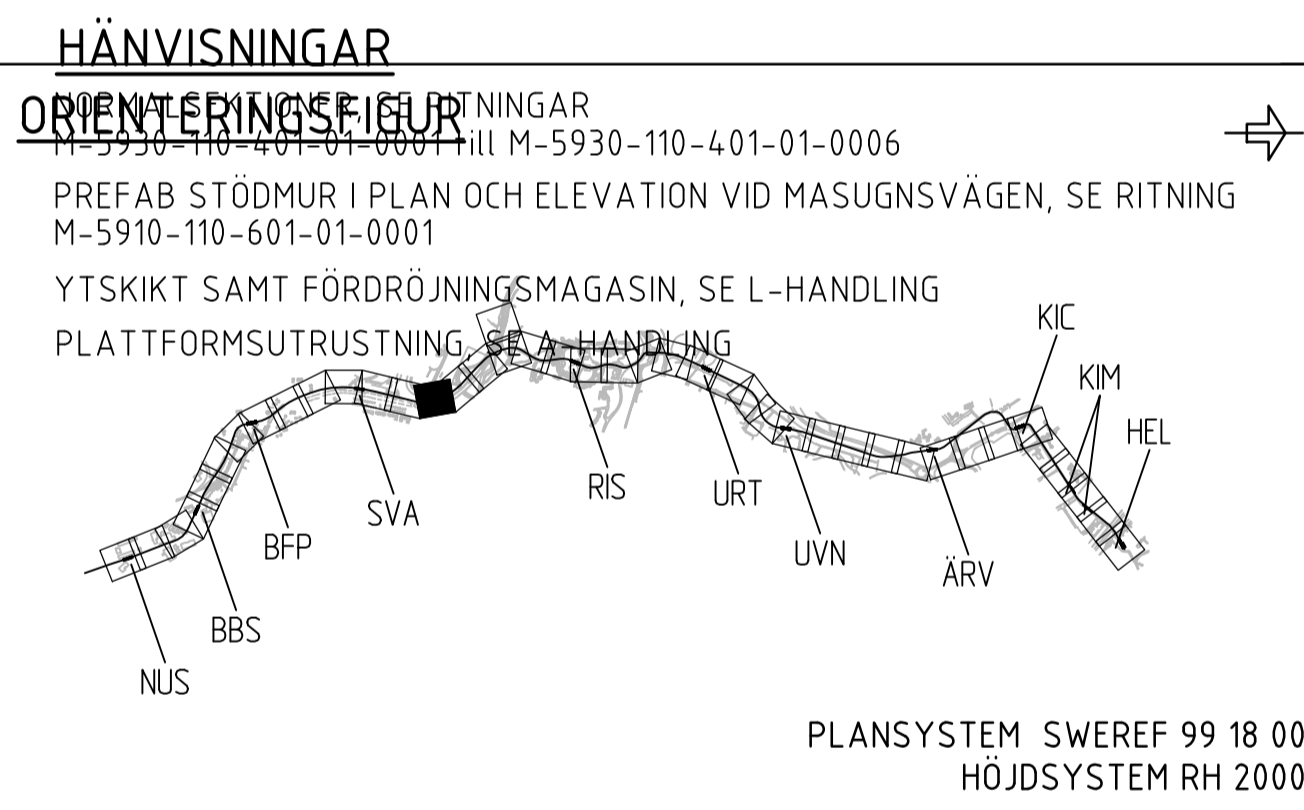 HÄNVISNINGAR
ORIENTERINGSFIGUR
NORMALSEKTIONER, SE RITNINGAR
M-5930-110-401-01-0001 till M-5930-110-401-01-0006
PREFAB STÖDMUR I PLAN OCH ELEVATION VID MASUGNSVÄGEN, SE RITNING
M-5910-110-601-01-0001
YTSKIKT SAMT FÖRDRÖJNINGSMAGASIN, SE L-HANDLING
PLATTFORMSUTRUSTNING, SE A-HANDLING
KIC
KIM
HEL
RIS
URT
SVA
BFP
UVN
ÄRV
BBS
NUS
PLANSYSTEM SWEREF 99 18 00
HÖJDSYSTEM RH 2000